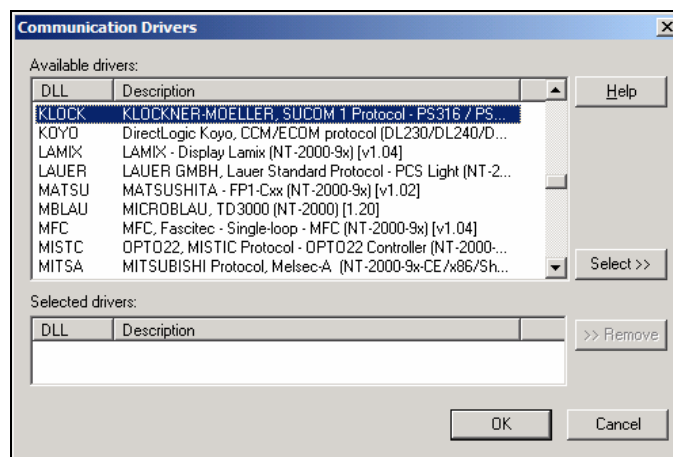 Communication Drivers
Available drivers:
DLL Description
KLOCK KLOCKNER-MOELLER, SUCOM 1 Protocol - PS316 / PS...
KOYO DirectLogic Koyo, CCM/ECOM protocol (DL230/DL240/D...
LAMIX LAMIX - Display Lamix (NT-2000-9x) [v1.04]
LAUER LAUER GMBH, Lauer Standard Protocol - PCS Light (NT-2...
MATSU MATSUSHITA - FP1-Cxx (NT-2000-9x) [v1.02]
MBLAU MICROBLAU, TD3000 (NT-2000) [1.20]
MFC MFC, Fascitec - Single-loop - MFC (NT-2000-9x) [v1.04]
MISTC OPTO22, MISTIC Protocol - OPTO22 Controller (NT-2000-...
MITSA MITSUBISHI Protocol, Melsec-A (NT-2000-9x-CE/x86/Sh...
Help
Select >>
Selected drivers:
DLL Description
>> Remove
OK Cancel